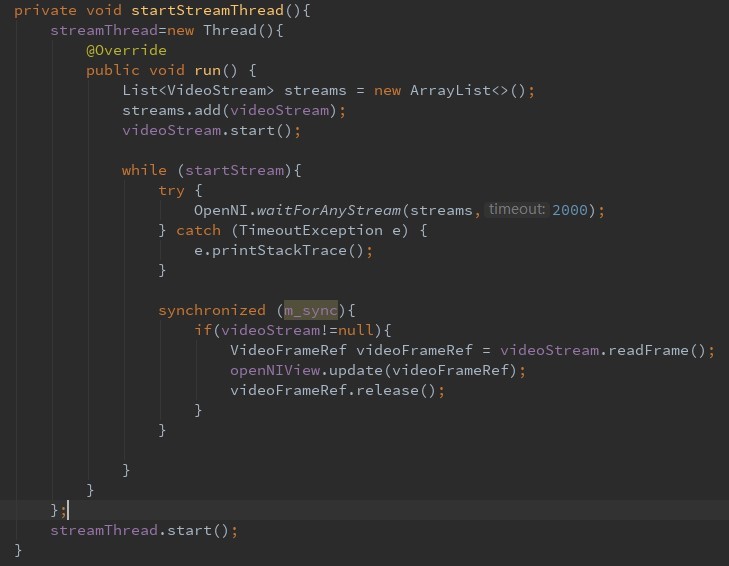 private void startStreamThread(){
    streamThread=new Thread(){
        @Override
        public void run() {
            List<VideoStream> streams = new ArrayList<>();
            streams.add(videoStream);
            videoStream.start();

            while (startStream){
                try {
                    OpenNI.waitForAnyStream(streams, timeout: 2000);
                } catch (TimeoutException e) {
                    e.printStackTrace();
                }

                synchronized (m_sync){
                    if(videoStream!=null){
                        VideoFrameRef videoFrameRef = videoStream.readFrame();
                        openNIView.update(videoFrameRef);
                        videoFrameRef.release();
                    }
                }

            }
        }
    };
    streamThread.start();
}